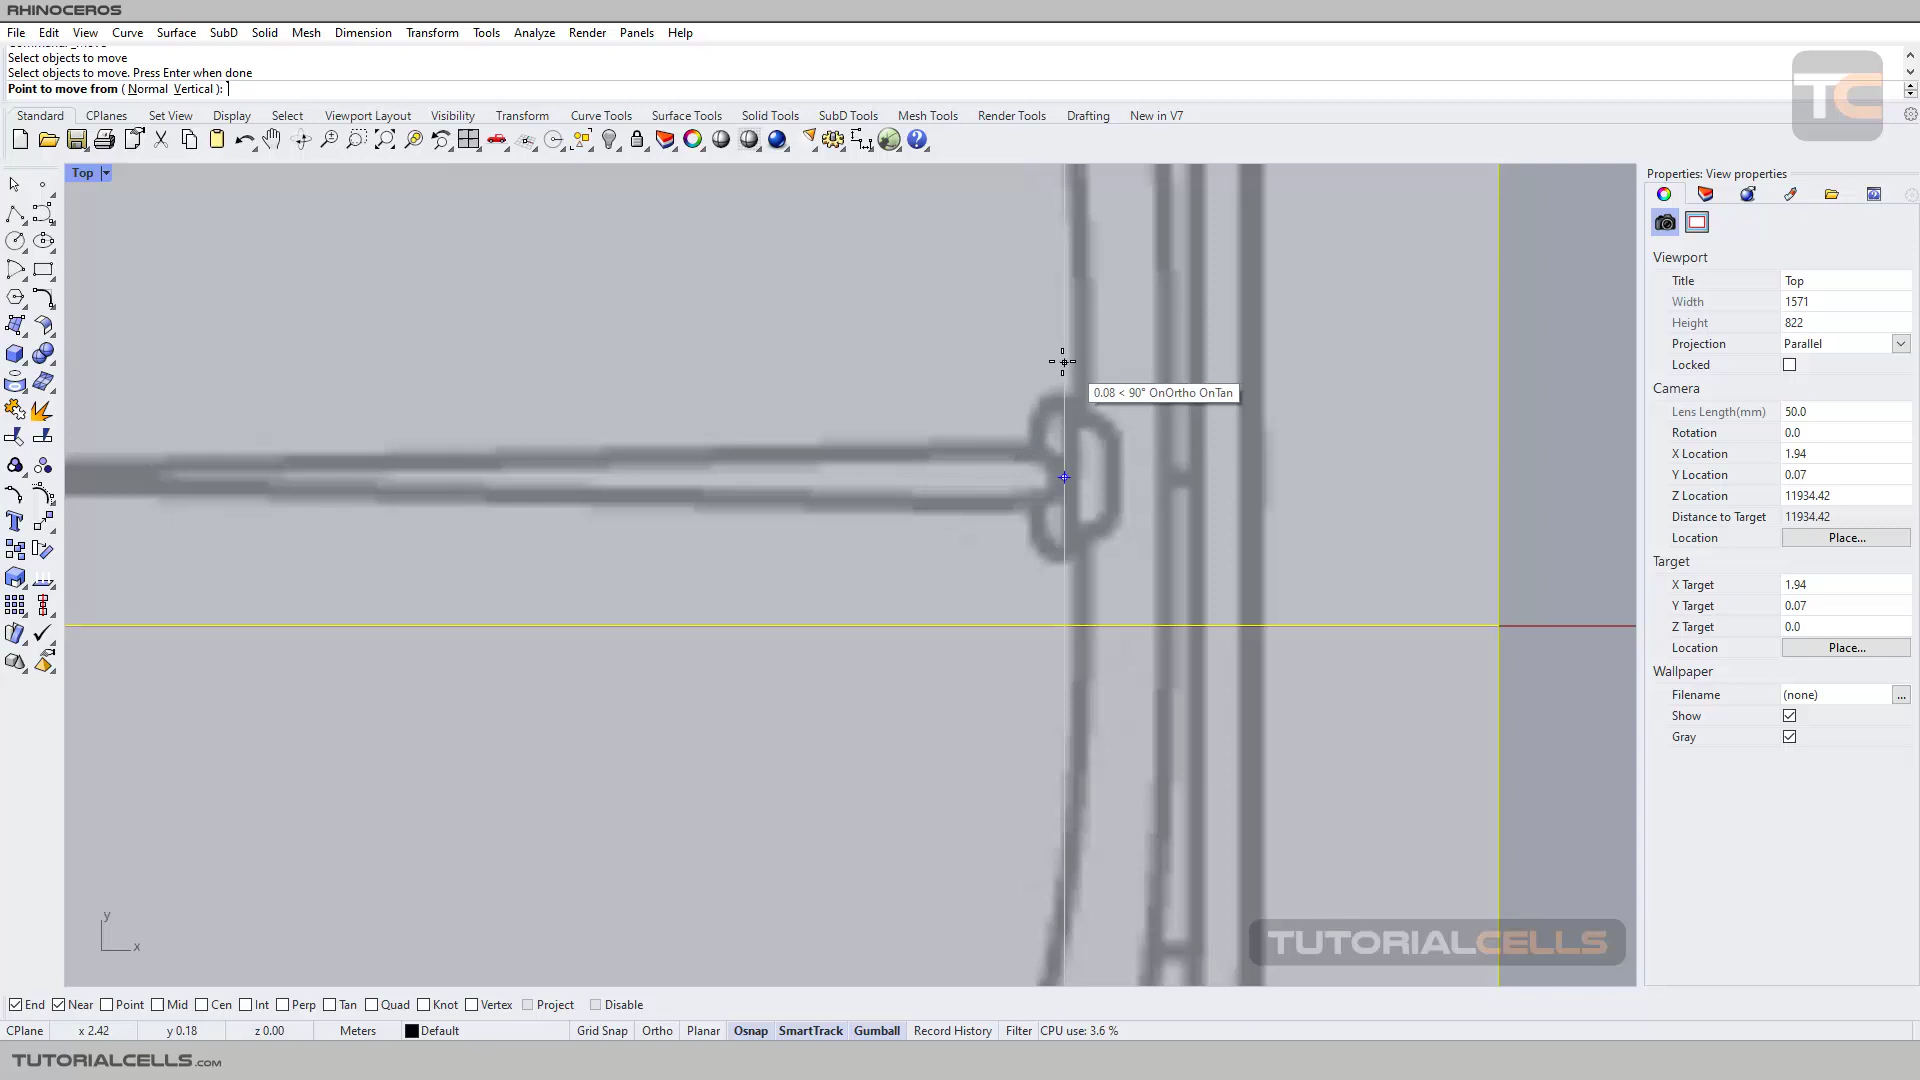 RHINOCEROS
File Edit View Curve Surface SubD Solid Mesh Dimension Transform Tools Analyze Render Panels Help
Select objects to move
Select objects to move. Press Enter when done
Point to move from ( Normal Vertical ):
TC
Standard CPlanes Set View Display Select Viewport Layout Visibility Transform Curve Tools Surface Tools Solid Tools SubD Tools Mesh Tools Render Tools Drafting New in V7
Top
Properties: View properties
Viewport
Title Top
Width 1571
Height 822
Projection Parallel
Locked
Camera
Lens Length(mm) 50.0
Rotation 0.0
X Location 1.94
Y Location 0.07
Z Location 11934.42
Distance to Target 11934.42
Location Place...
Target
X Target 1.94
Y Target 0.07
Z Target 0.0
Location Place...
Wallpaper
Filename (none) ...
Show
Gray
0.08 < 90° OnOrtho OnTan
y
x
TUTORIALCELLS
End Near Point Mid Cen Int Perp Tan Quad Knot Vertex Project Disable
CPlane x 2.42 y 0.18 z 0.00 Meters Default Grid Snap Ortho Planar Osnap SmartTrack Gumball Record History Filter CPU use: 3.6 %
TUTORIALCELLS.COM